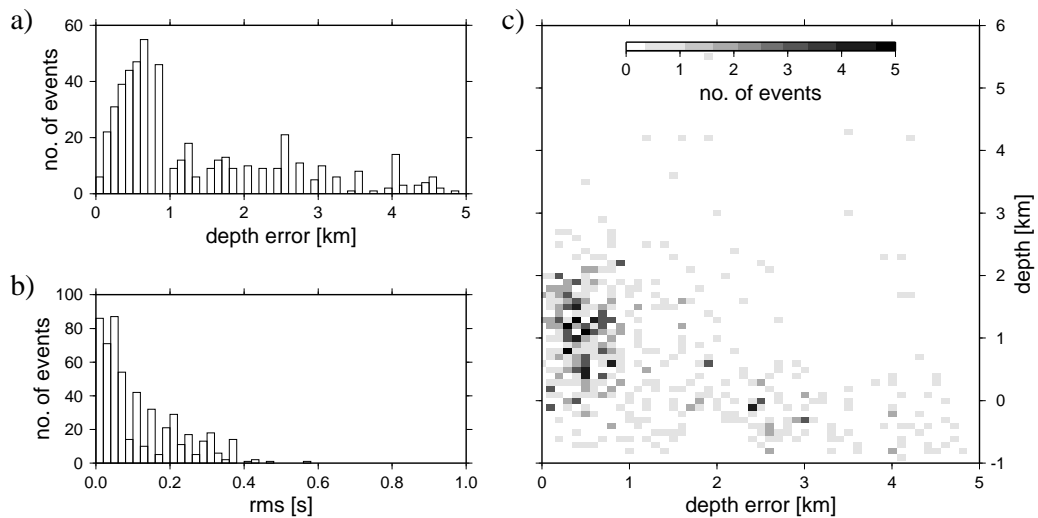 a)
60
40
20
0
no. of events
0 1 2 3 4 5
depth error [km]
b)
100
80
60
40
20
0
no. of events
0.0 0.2 0.4 0.6 0.8 1.0
rms [s]
c)
0 1 2 3 4 5
no. of events
6
5
4
3
2
1
0
-1
depth [km]
0 1 2 3 4 5
depth error [km]